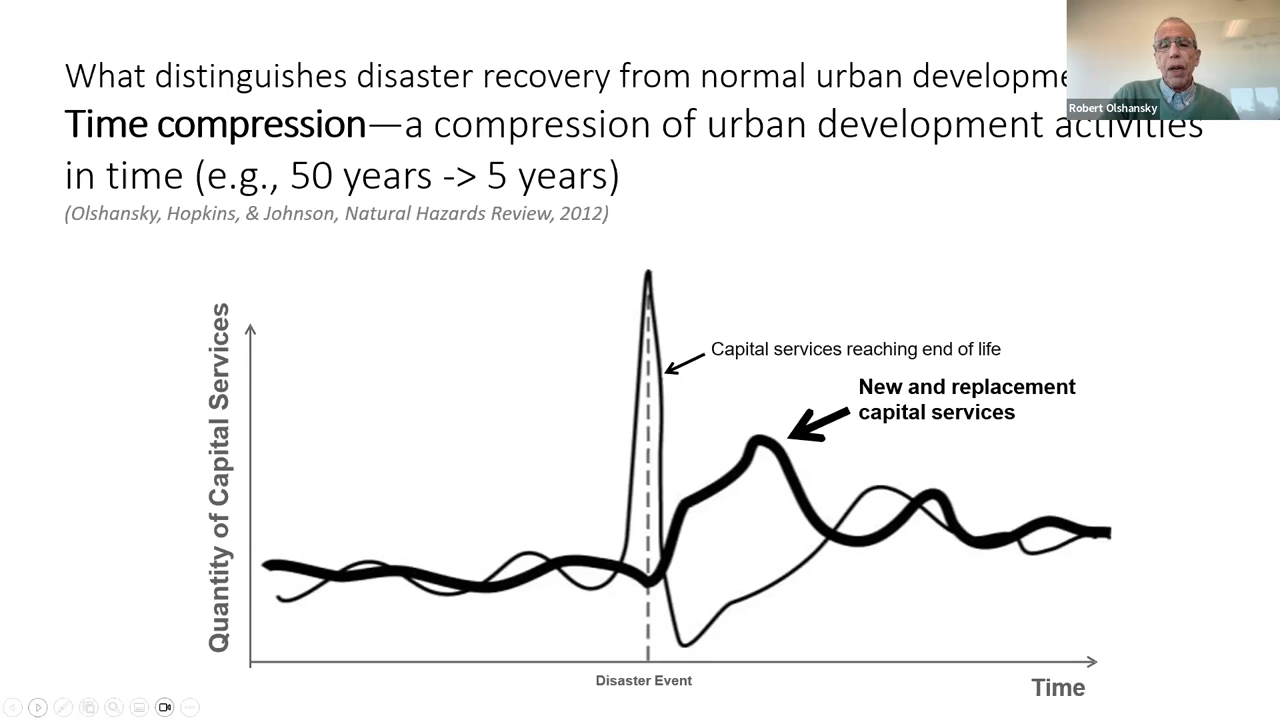 What distinguishes disaster recovery from normal urban
Time compression—a compression of urban development activities
in time (e.g., 50 years -> 5 years)
(Olshansky, Hopkins, & Johnson, Natural Hazards Review, 2012)
Robert Olshansky
Quantity of Capital Services
Capital services reaching end of life
New and replacement
capital services
Disaster Event
Time